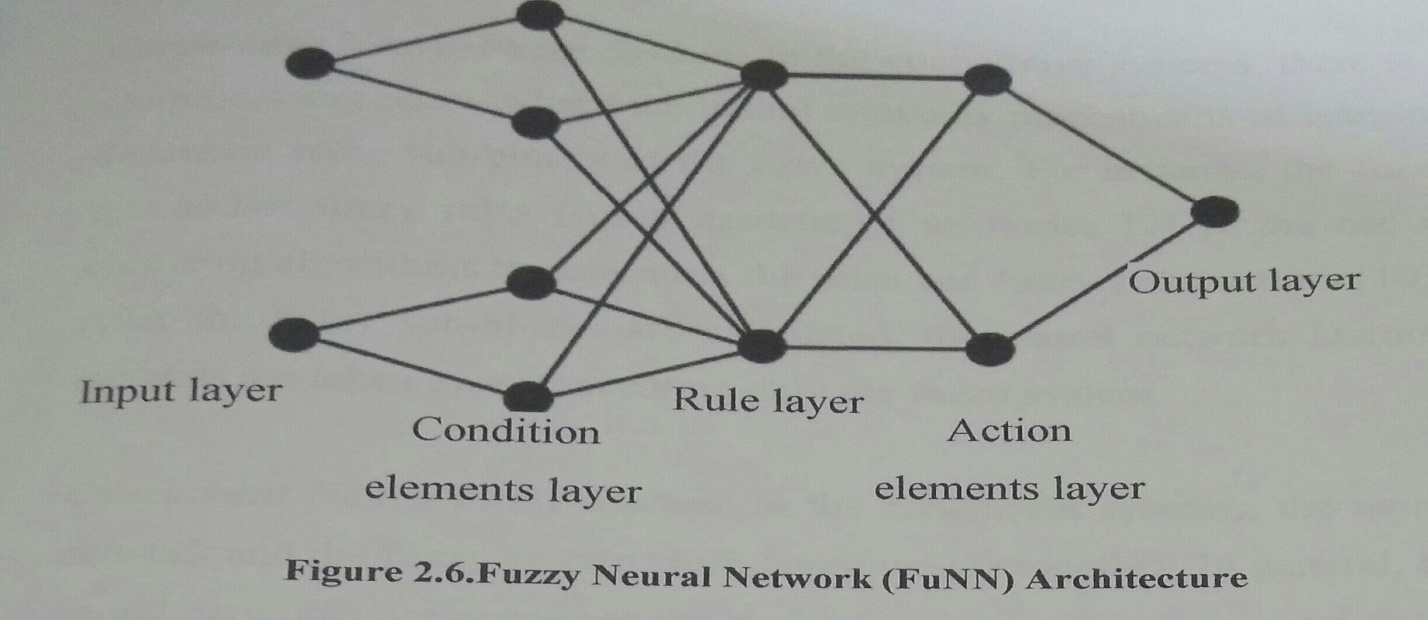 Output layer
Input layer
Rule layer
Condition
elements layer
Action
elements layer
Figure 2.6.Fuzzy Neural Network (FuNN) Architecture